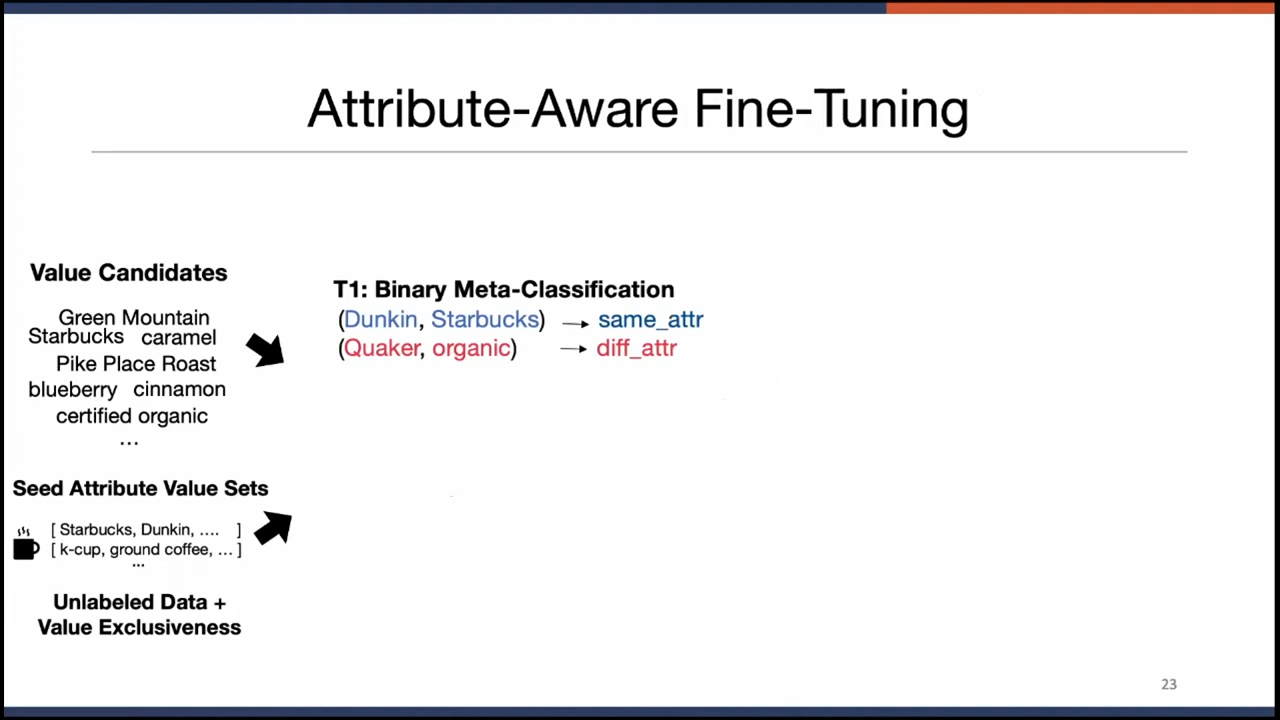 Attribute-Aware Fine-Tuning
Value Candidates
Green Mountain
Starbucks caramel
Pike Place Roast
blueberry cinnamon
certified organic
...
Seed Attribute Value Sets
[ Starbucks, Dunkin, .... ]
[ k-cup, ground coffee, ... ]
...
Unlabeled Data +
Value Exclusiveness
T1: Binary Meta-Classification
(Dunkin, Starbucks) → same_attr
(Quaker, organic) → diff_attr
23